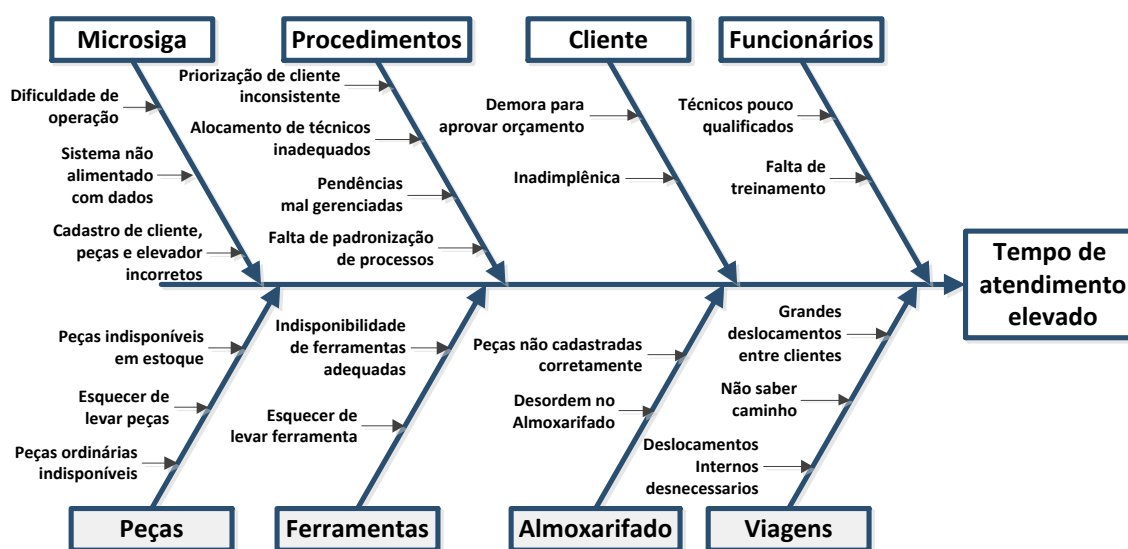 Microsiga
Procedimentos
Cliente
Funcionários
Dificuldade de
operação
Sistema não
alimentado
com dados
Cadastro de cliente,
peças e elevador
incorretos
Priorização de cliente
inconsistente
Alocamento de técnicos
inadequados
Pendências
mal gerenciadas
Falta de padronização
de processos
Demora para
aprovar orçamento
Inadimplênica
Técnicos pouco
qualificados
Falta de
treinamento
Tempo de
atendimento
elevado
Peças indisponíveis
em estoque
Esquecer de
levar peças
Peças ordinárias
indisponíveis
Indisponibilidade
de ferramentas
adequadas
Esquecer de
levar ferramenta
Peças não cadastradas
corretamente
Desordem no
Almoxarifado
Grandes
deslocamentos
entre clientes
Não saber
caminho
Deslocamentos
Internos
desnecessarios
Peças
Ferramentas
Almoxarifado
Viagens